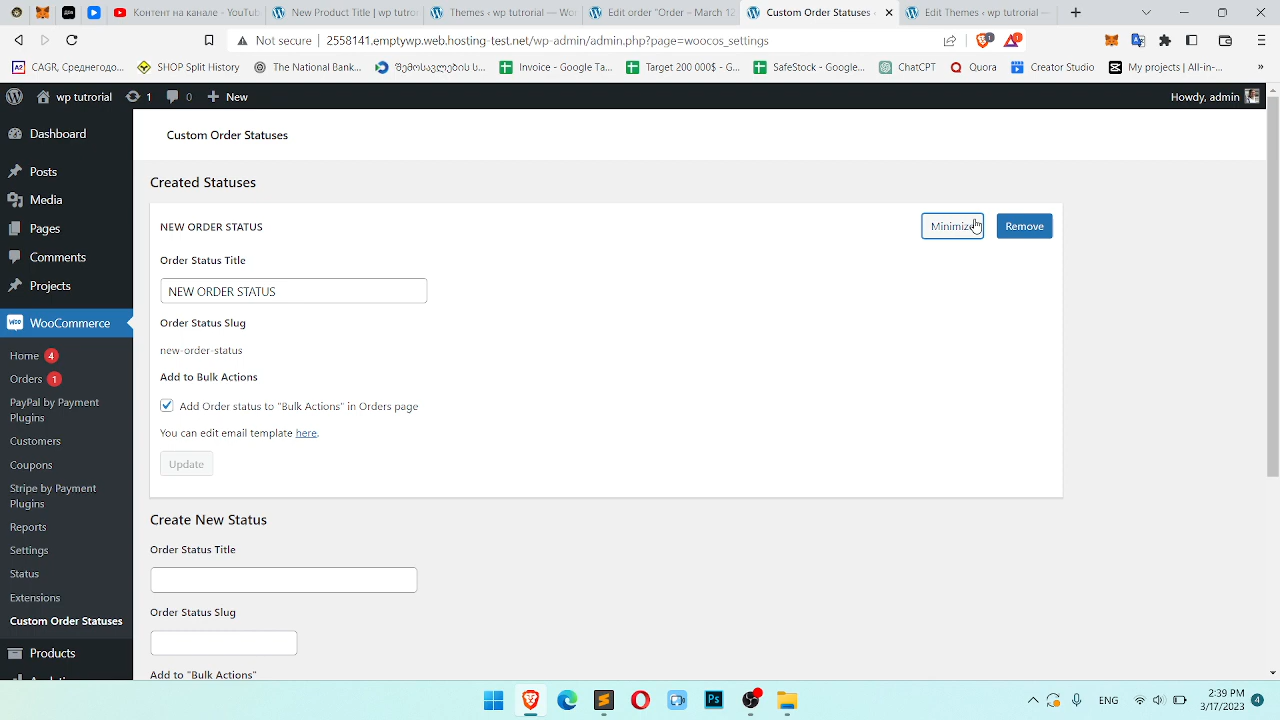 Контент на канале - YouTub
New Product Title | wp tutor
Edit order "Order – March 12
Custom Order Statuses
Edit Themes ‹ wp tutorial —
Not secure
2558141.emptywp.web.hosting-test.net/wp-admin/admin.php?page=woocos_settings
CAGR, Среднегодо...
SHOP Split History
The National Bank...
Invoice - Google Ta...
Target 200 000$ - G...
SafeStock - Google...
ChatCPT
Quora
Creator Studio
My projects | All-in-...
»
wp tutorial
1
0
New
Howdy, admin
Dashboard
Custom Order Statuses
Posts
Media
Pages
Comments
Projects
WooCommerce
Home 4
Orders 1
PayPal by Payment
Plugins
Customers
Coupons
Stripe by Payment
Plugins
Reports
Settings
Status
Extensions
Custom Order Statuses
Products
Created Statuses
NEW ORDER STATUS
Minimize
Remove
Order Status Title
NEW ORDER STATUS
Order Status Slug
new-order-status
Add to Bulk Actions
Add Order status to "Bulk Actions" in Orders page
You can edit email template here.
Update
Create New Status
Order Status Title
Order Status Slug
Add to "Bulk Actions"
ENG
2:39 PM
3/17/2023
4